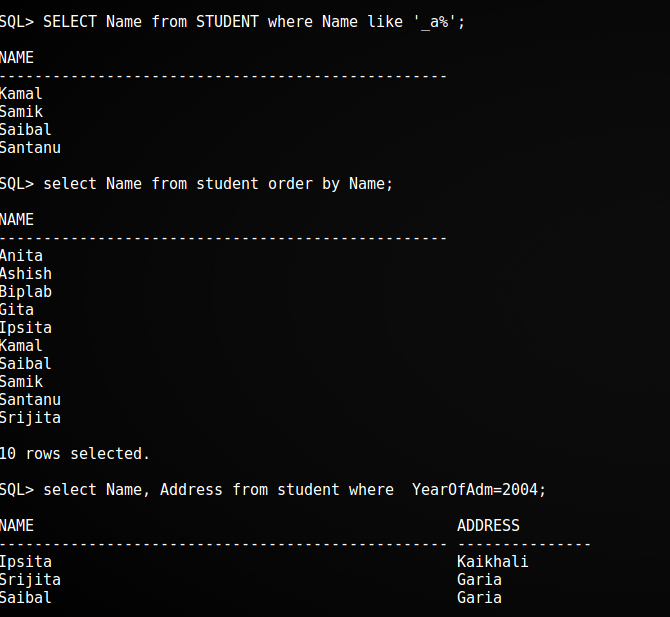 SQL> SELECT Name from STUDENT where Name like '_a%';
NAME
--------------------------------------------------
Kamal
Samik
Saibal
Santanu
SQL> select Name from student order by Name;
NAME
--------------------------------------------------
Anita
Ashish
Biplab
Gita
Ipsita
Kamal
Saibal
Samik
Santanu
Srijita
10 rows selected.
SQL> select Name, Address from student where  YearOfAdm=2004;
NAME                                               ADDRESS
-------------------------------------------------- ---------------
Ipsita                                             Kaikhali
Srijita                                            Garia
Saibal                                             Garia